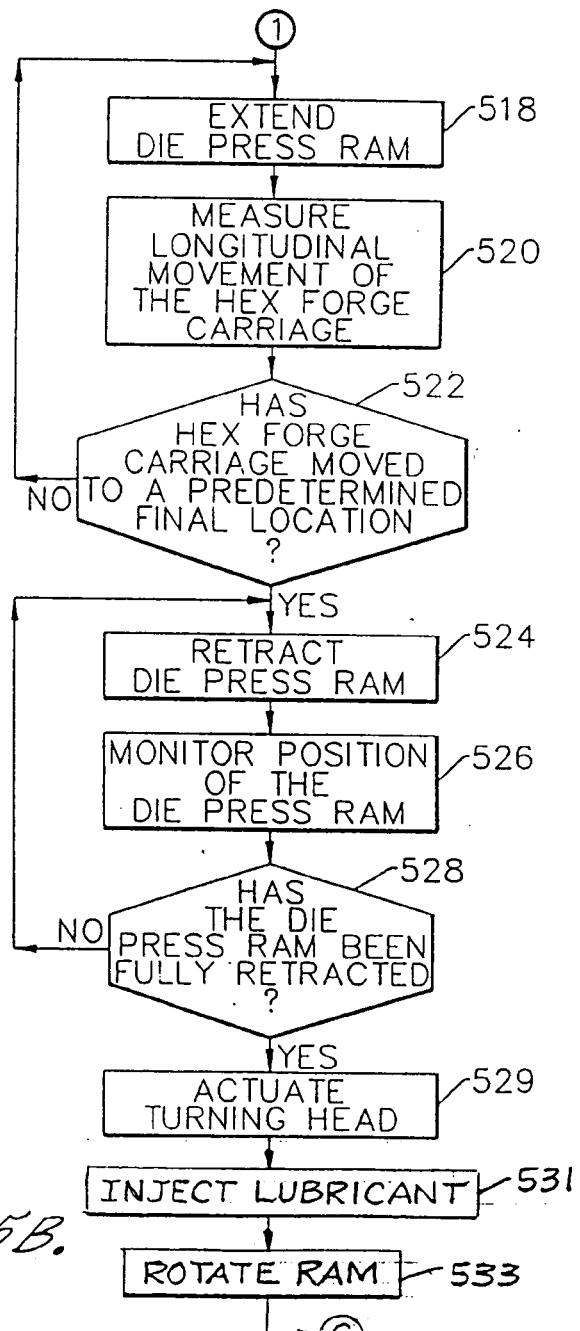 1
EXTEND
DIE PRESS RAM
518
MEASURE
LONGITUDINAL
MOVEMENT OF
THE HEX FORGE
CARRIAGE
520
522
HAS
HEX FORGE
CARRIAGE MOVED
TO A PREDETERMINED
FINAL LOCATION
?
NO
YES
RETRACT
DIE PRESS RAM
524
MONITOR POSITION
OF THE
DIE PRESS RAM
526
528
HAS
THE DIE
PRESS RAM BEEN
FULLY RETRACTED
?
NO
YES
ACTUATE
TURNING HEAD
529
INJECT LUBRICANT
531
5B.
ROTATE RAM
533